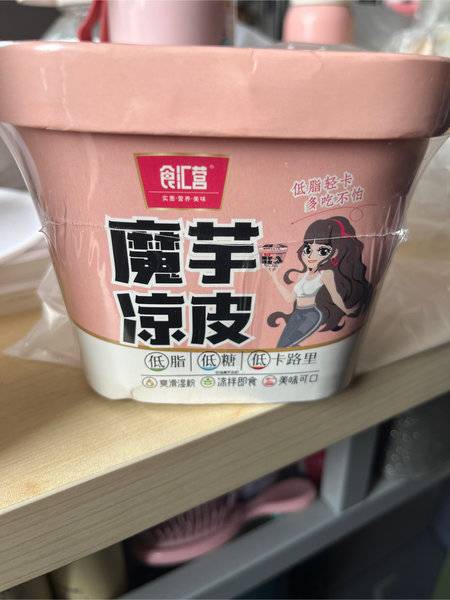 食汇营
实惠·营养·美味
低脂轻卡
多吃不怕
魔芋
凉皮
低脂 低糖 低卡路里
爽滑湿粉 凉拌即食 美味可口